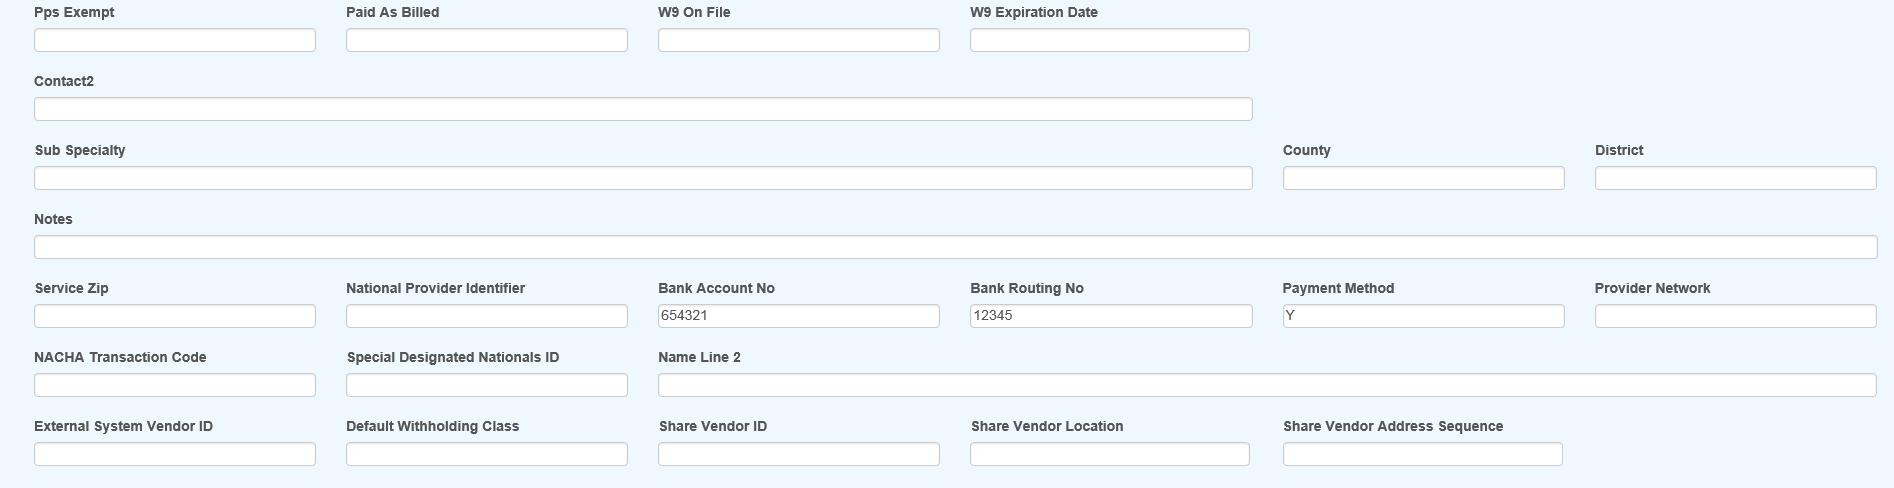 Pps Exempt Paid As Billed W9 On File W9 Expiration Date
Contact2
Sub Specialty County District
Notes
Service Zip National Provider Identifier Bank Account No Bank Routing No Payment Method Provider Network
654321 12345 Y
NACHA Transaction Code Special Designated Nationals ID Name Line 2
External System Vendor ID Default Withholding Class Share Vendor ID Share Vendor Location Share Vendor Address Sequence